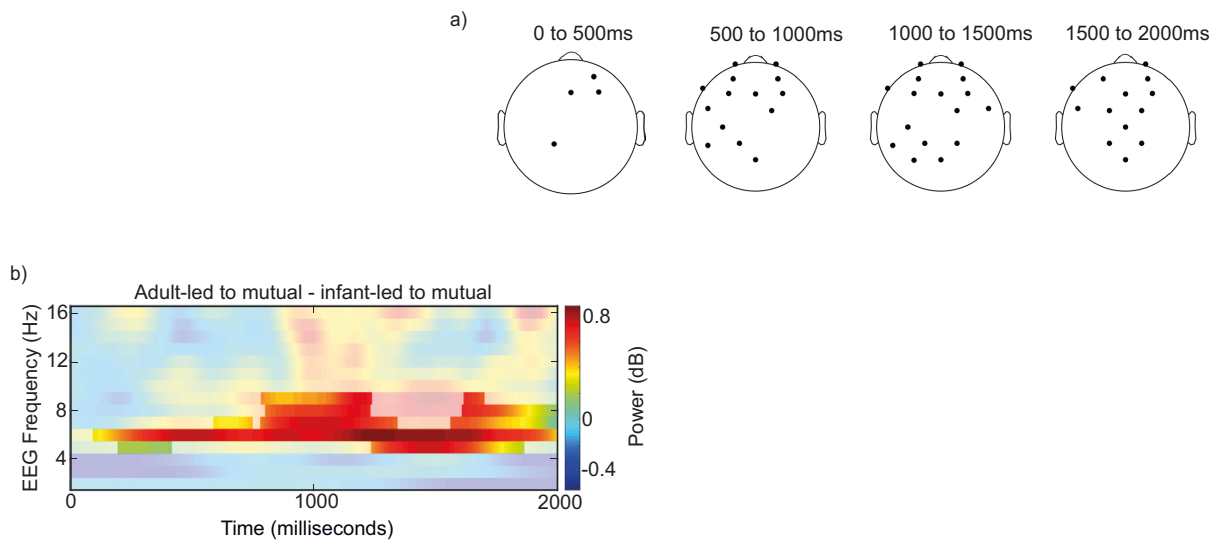 a)
0 to 500ms
500 to 1000ms
1000 to 1500ms
1500 to 2000ms
b)
Adult-led to mutual - infant-led to mutual
EEG Frequency (Hz)
16
12
8
4
0
1000
2000
Time (milliseconds)
0.8
0
-0.4
Power (dB)